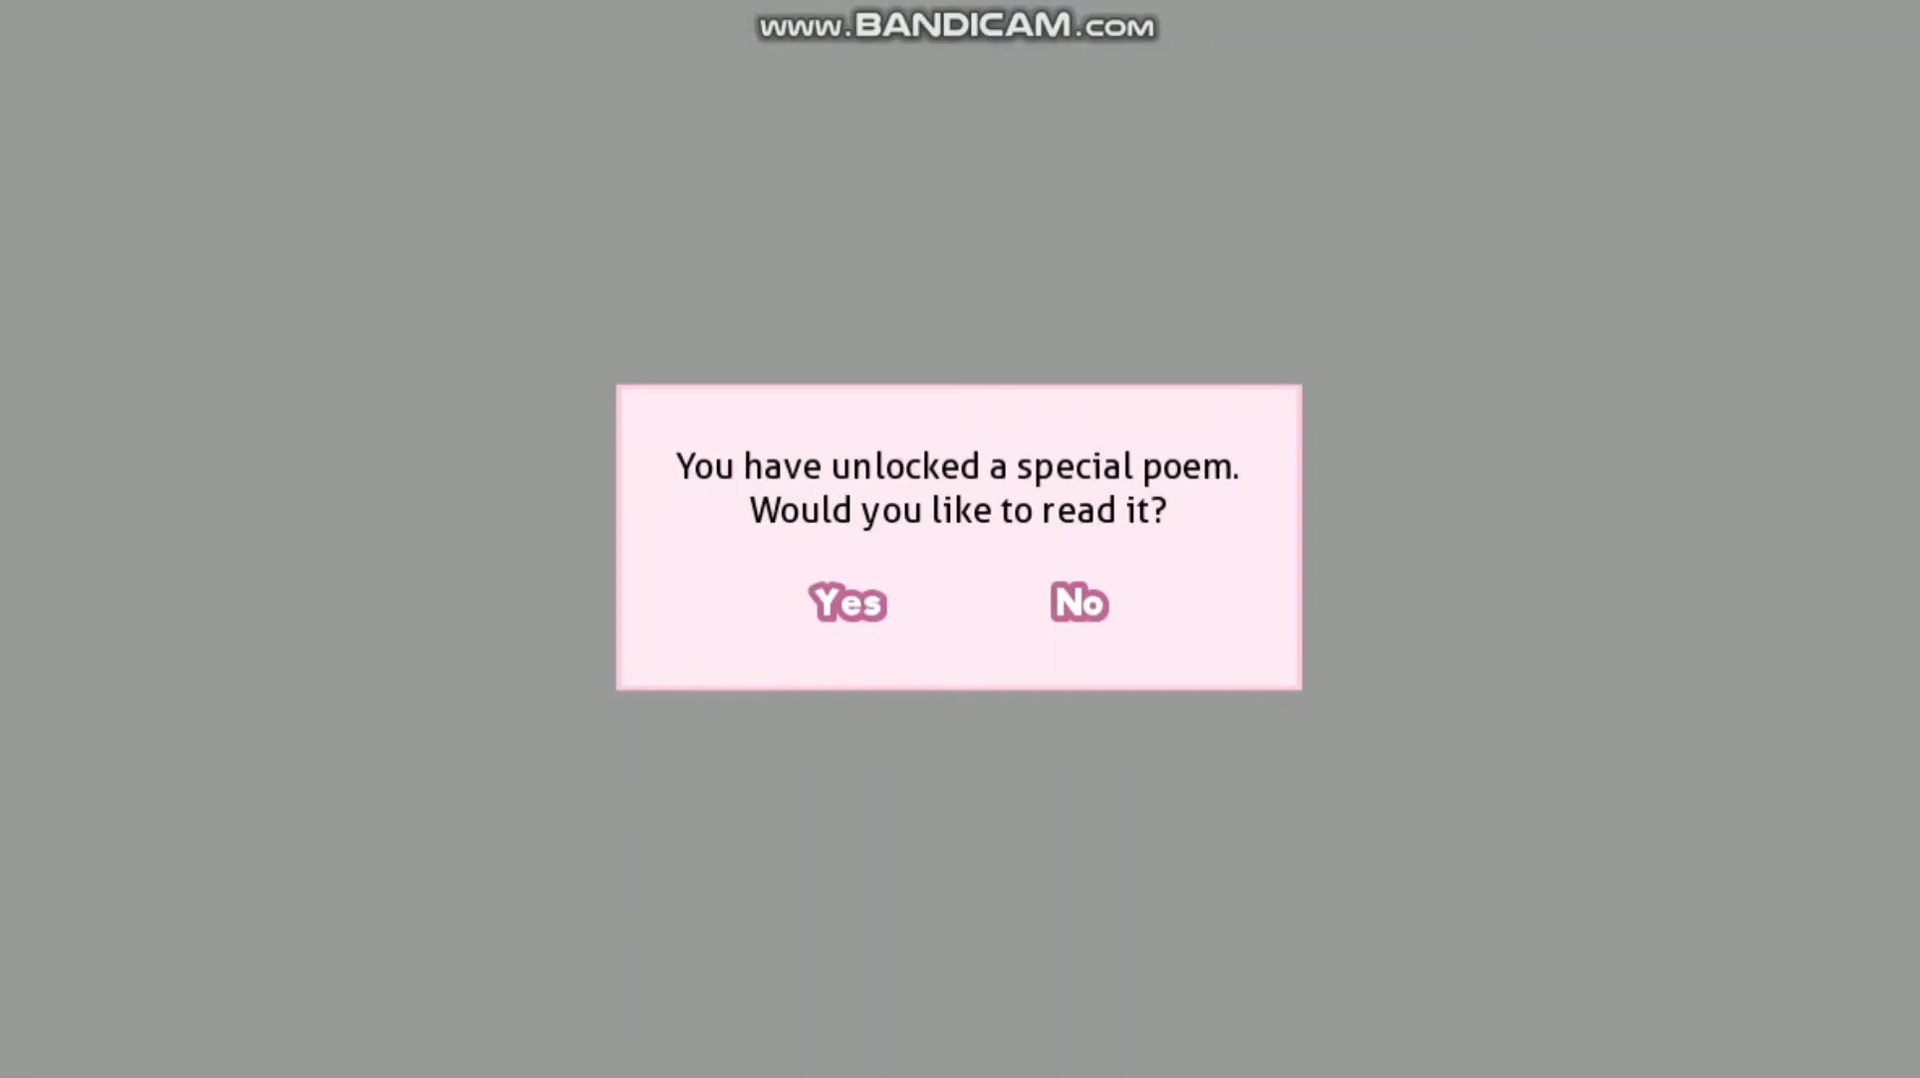 www.BANDICAM.com
You have unlocked a special poem.
Would you like to read it?
Yes No